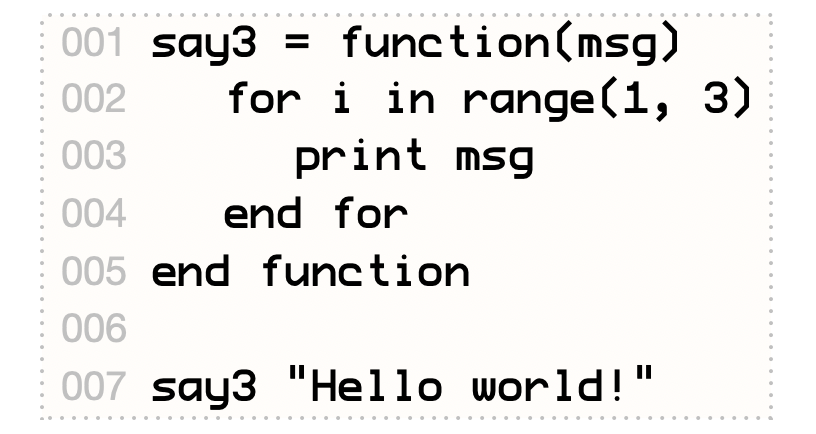 001 say3 = function(msg)
002 for i in range(1, 3)
003 print msg
004 end for
005 end function
006
007 say3 "Hello world!"